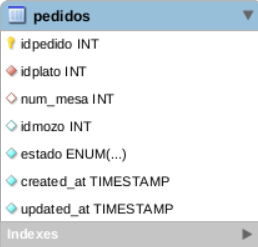 pedidos
idpedido INT
idplato INT
num_mesa INT
idmozo INT
estado ENUM(...)
created_at TIMESTAMP
updated_at TIMESTAMP
Indexes